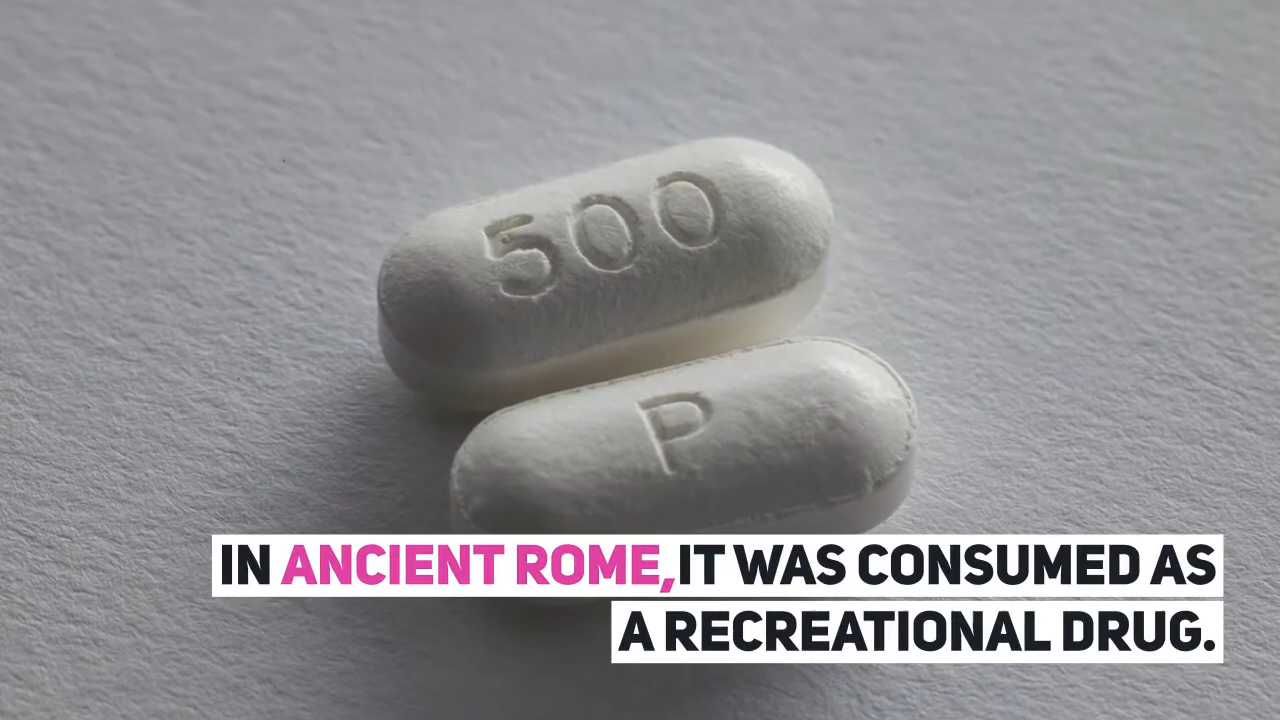 500
P
IN ANCIENT ROME,IT WAS CONSUMED AS
A RECREATIONAL DRUG.